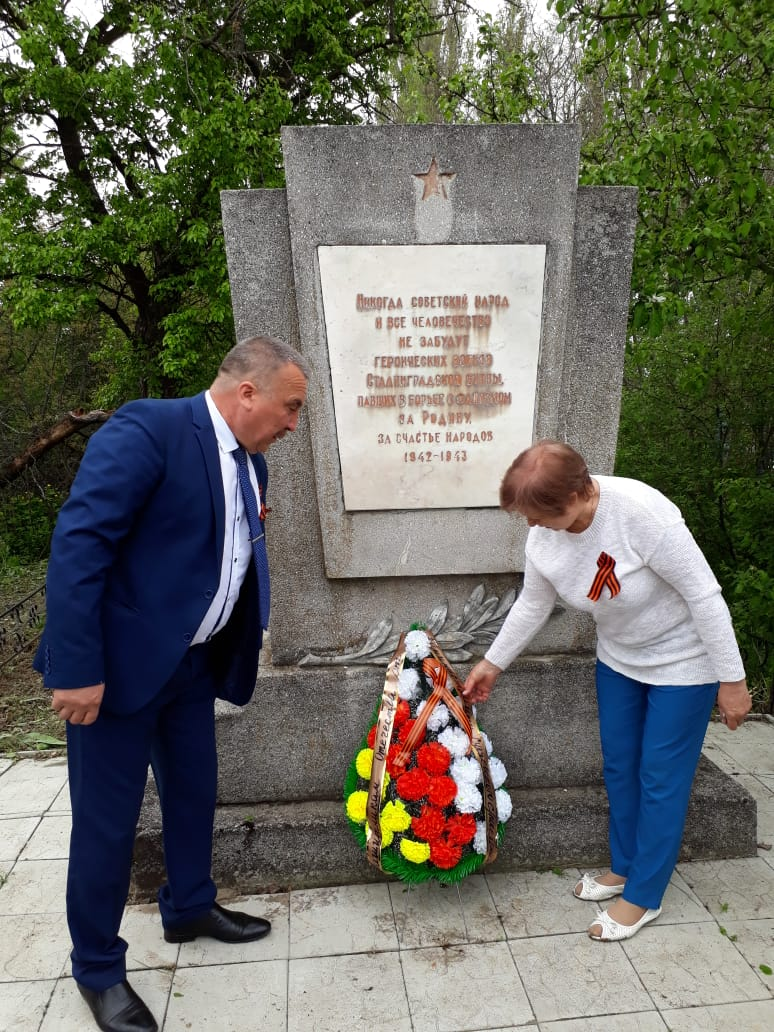 Никогда советский народ
и все человечество
не забудут
героических воинов
Сталинградской битвы,
павших в борьбе с фашизмом
за Родину,
за счастье народов
1942-1943